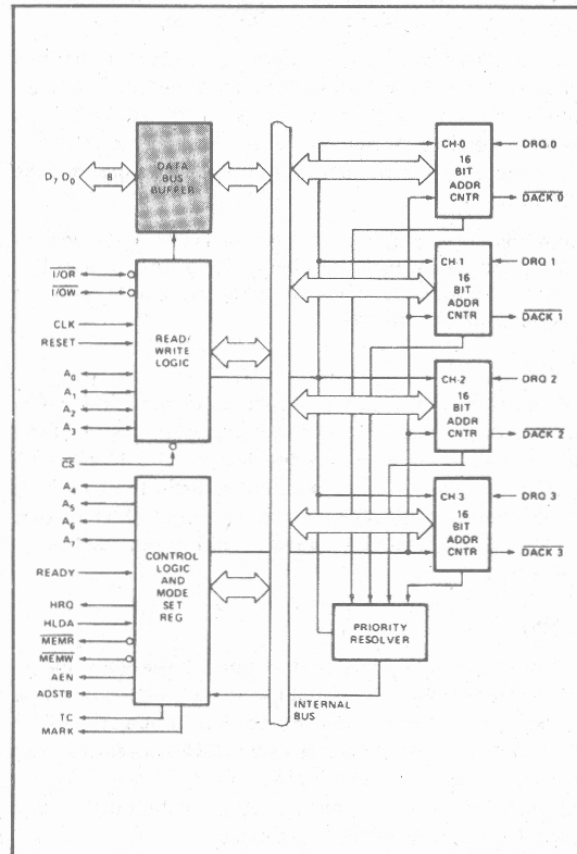 D7 D0
8
DATA
BUS
BUFFER
I/OR
I/OW
CLK
RESET
A0
A1
A2
A3
CS
READ/
WRITE
LOGIC
A4
A5
A6
A7
READY
HRQ
HLDA
MEMR
MEMW
AEN
ADSTB
TC
MARK
CONTROL
LOGIC
AND
MODE
SET
REG
INTERNAL
BUS
CH-0
16
BIT
ADDR
CNTR
DRQ 0
DACK 0
CH-1
16
BIT
ADDR
CNTR
DRQ 1
DACK 1
CH-2
16
BIT
ADDR
CNTR
DRQ 2
DACK 2
CH-3
16
BIT
ADDR
CNTR
DRQ 3
DACK 3
PRIORITY
RESOLVER